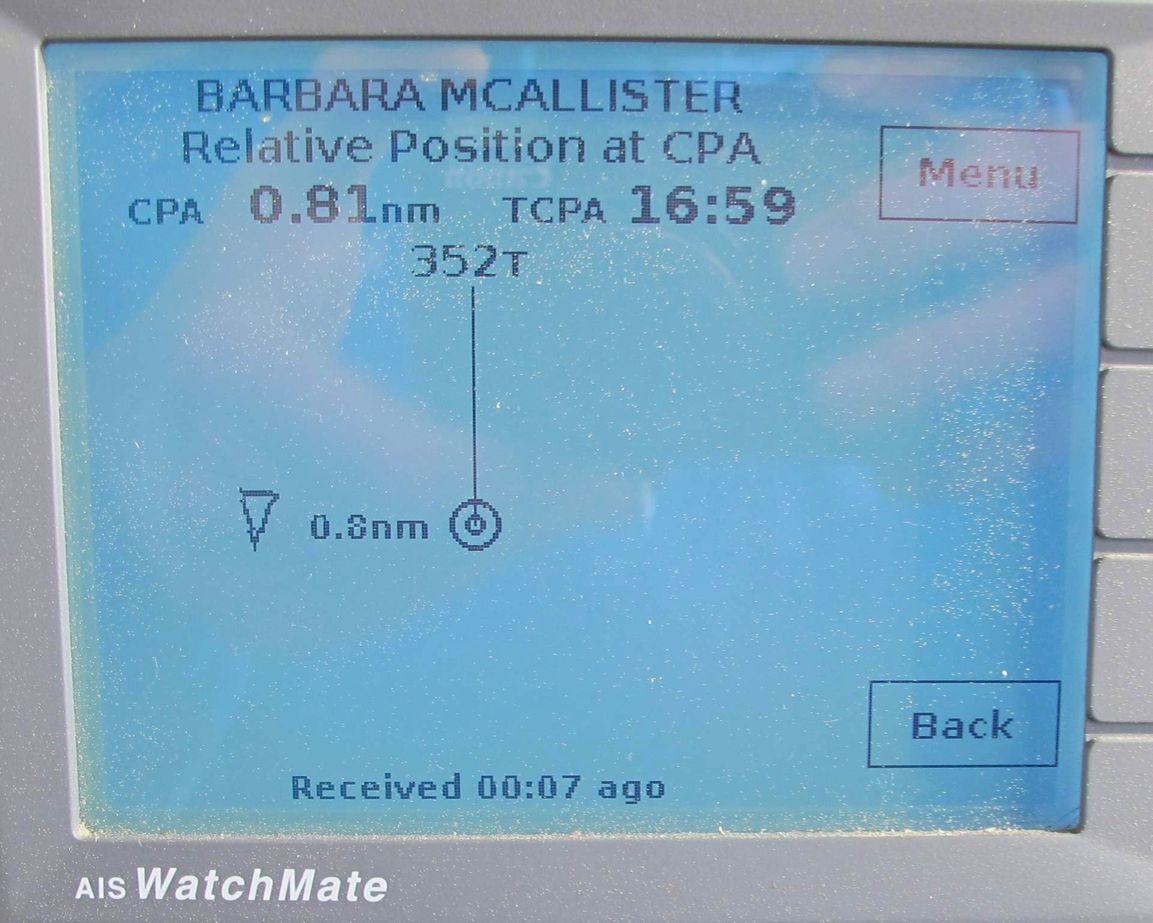 BARBARA MCALLISTER
Relative Position at CPA
Menu
CPA 0.81nm TCPA 16:59
352T
0.8nm
Back
Received 00:07 ago
AIS WatchMate